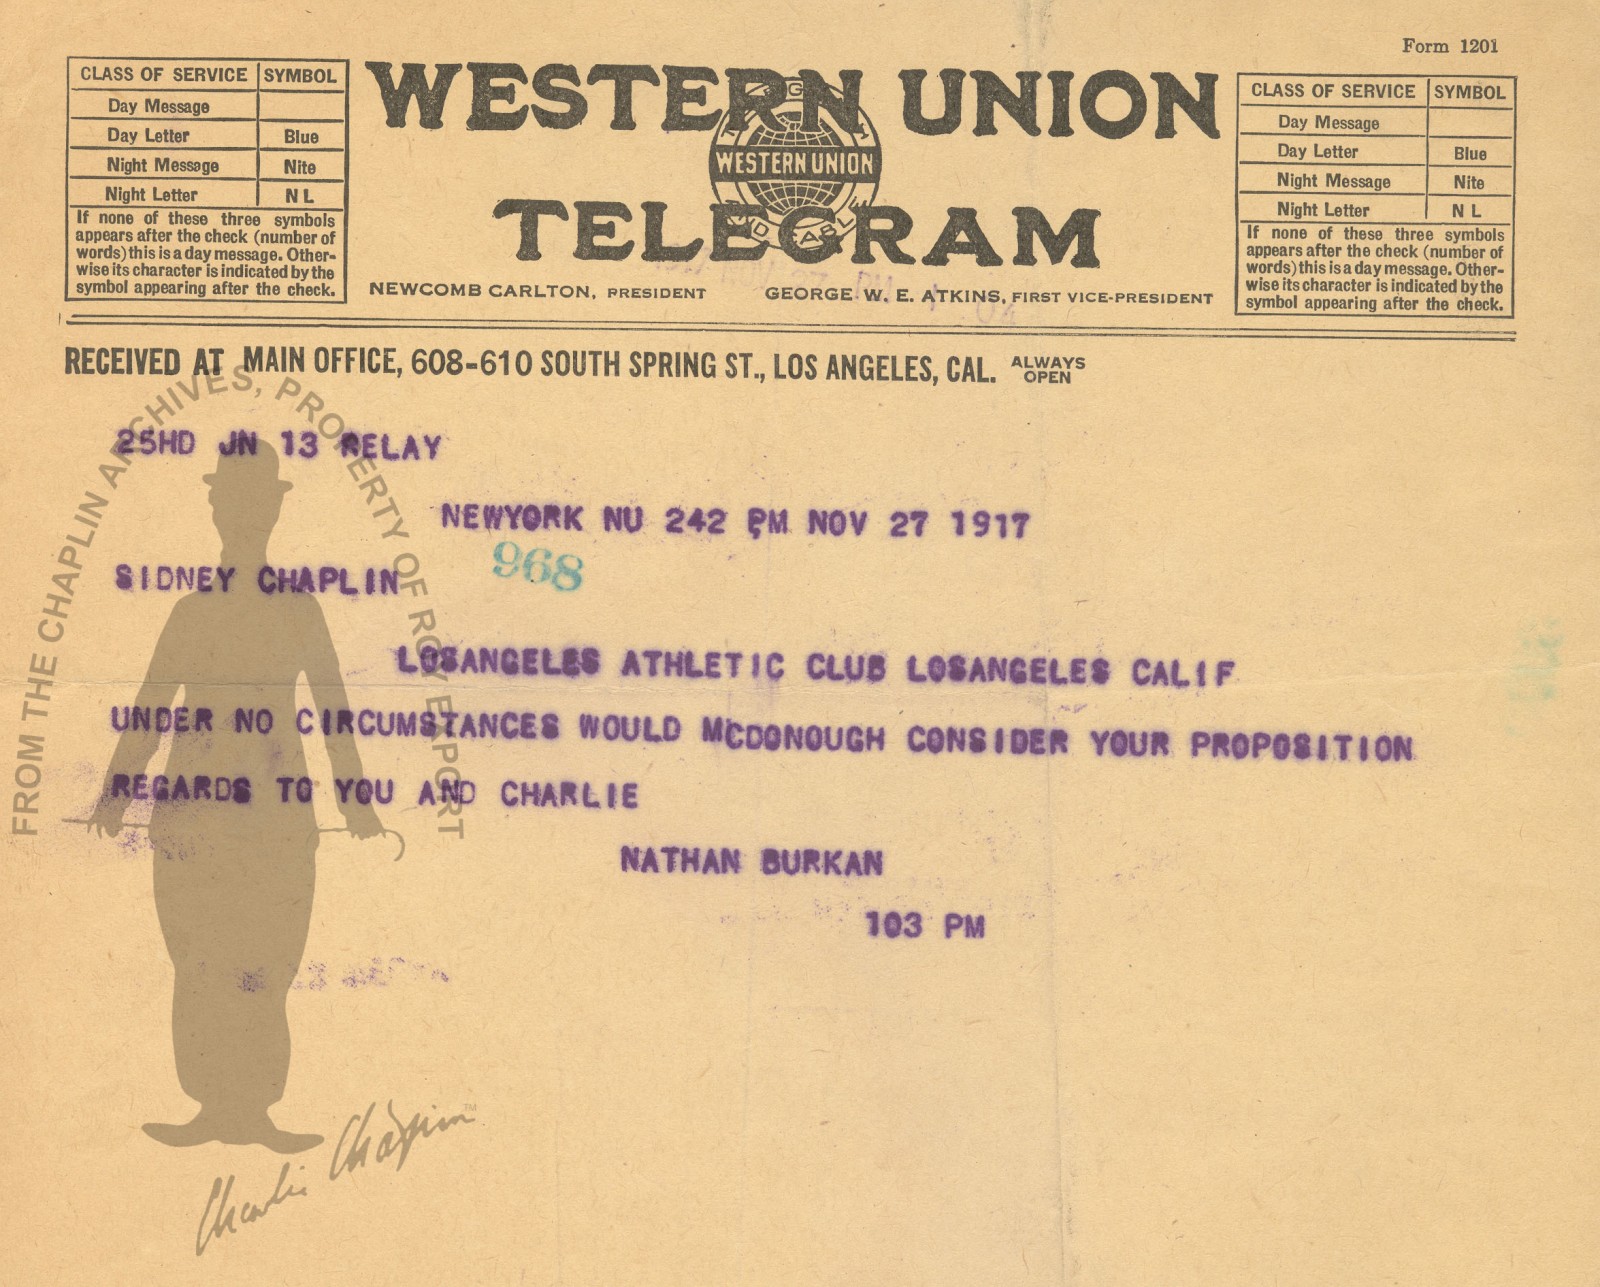 Form 1201
CLASS OF SERVICE SYMBOL
Day Message
Day Letter Blue
Night Message Nite
Night Letter N L
If none of these three symbols
appears after the check (number of
words) this is a day message. Other-
wise its character is indicated by the
symbol appearing after the check.
WESTERN UNION
WESTERN UNION
TELEGRAM
NEWCOMB CARLTON, PRESIDENT GEORGE W. E. ATKINS, FIRST VICE-PRESIDENT
CLASS OF SERVICE SYMBOL
Day Message
Day Letter Blue
Night Message Nite
Night Letter N L
If none of these three symbols
appears after the check (number of
words) this is a day message. Other-
wise its character is indicated by the
symbol appearing after the check.
RECEIVED AT MAIN OFFICE, 608-610 SOUTH SPRING ST., LOS ANGELES, CAL. ALWAYS OPEN
25HD JN 13 RELAY
NEWYORK NU 242 PM NOV 27 1917
968
SIDNEY CHAPLIN
LOSANGELES ATHLETIC CLUB LOSANGELES CALIF
UNDER NO CIRCUMSTANCES WOULD MCDONOUGH CONSIDER YOUR PROPOSITION
REGARDS TO YOU AND CHARLIE
NATHAN BURKAN
103 PM
FROM THE CHAPLIN ARCHIVES, PROPERTY OF ROY EXPORT
Charlie Chaplin™